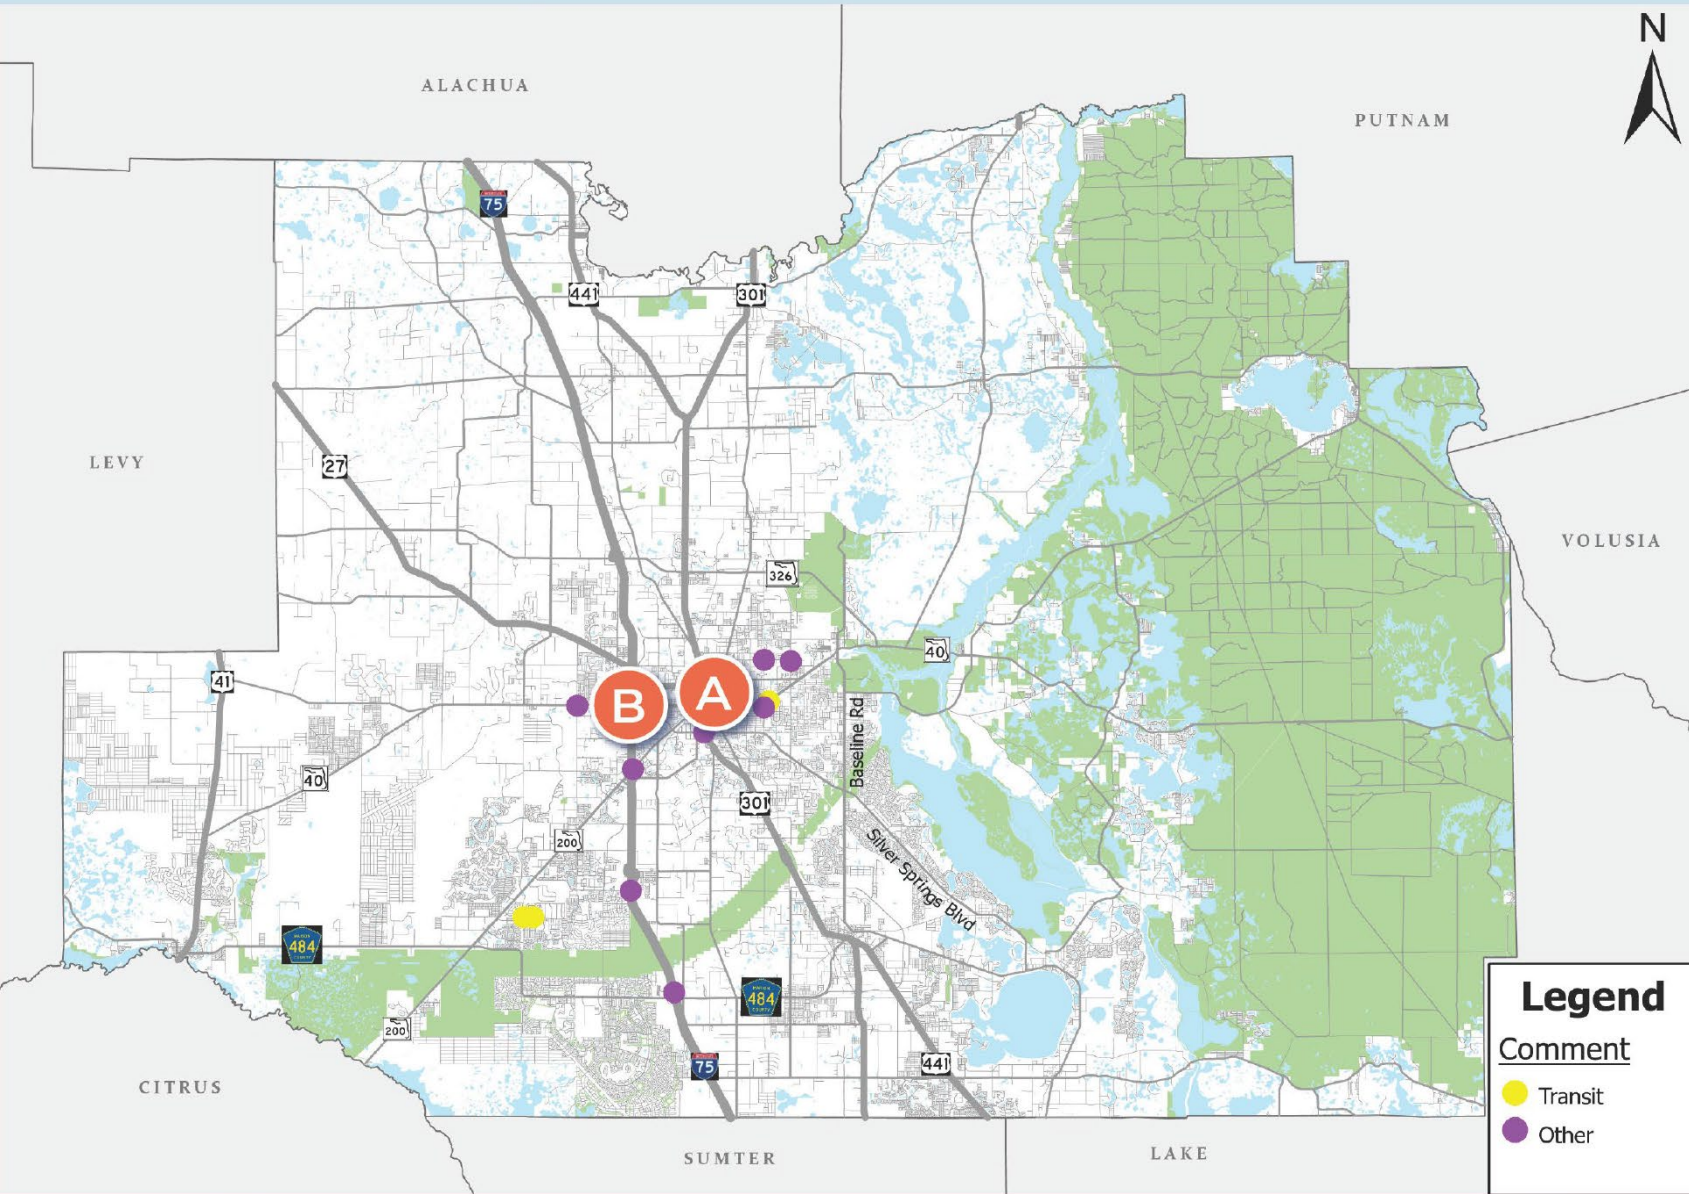 N
ALACHUA
PUTNAM
75
441
301
LEVY
27
VOLUSIA
326
40
41
B
A
Baseline Rd
40
301
200
Silver Springs Blvd
484
484
200
75
441
CITRUS
SUMTER
LAKE
Legend
Comment
Transit
Other